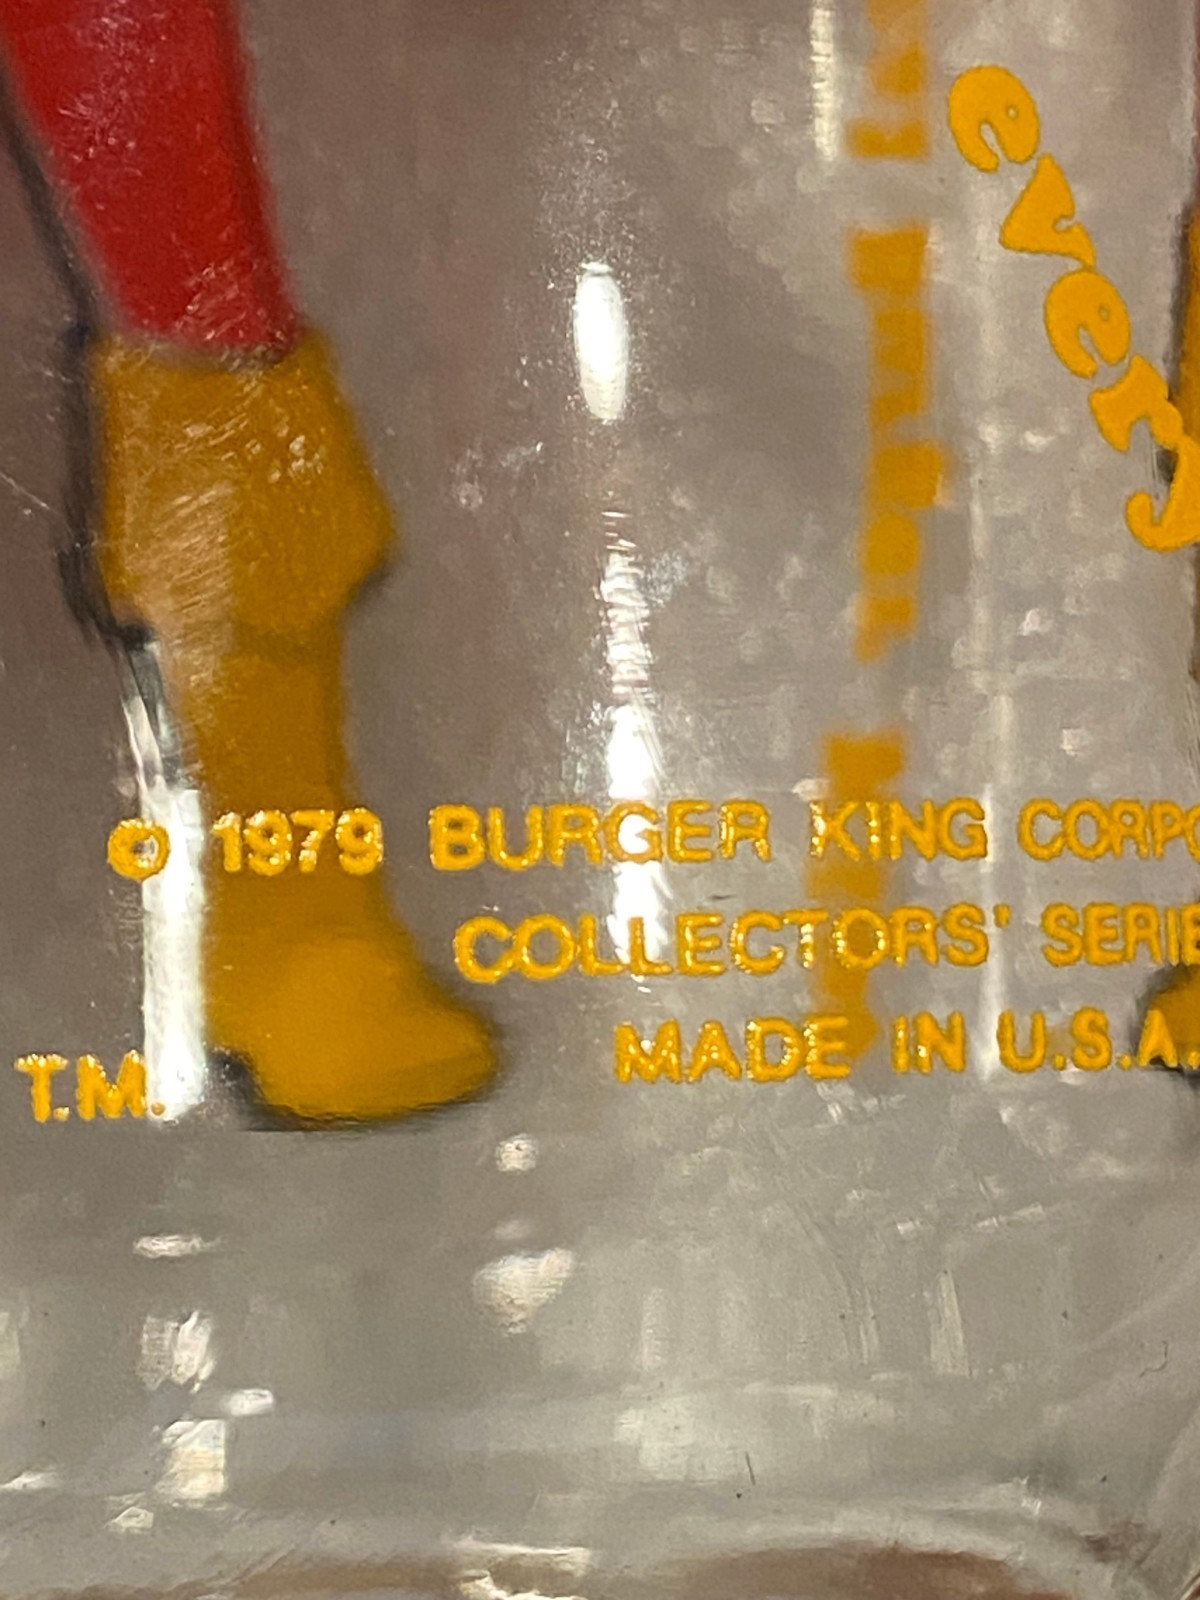 every
© 1979 BURGER KING CORPO
COLLECTORS' SERIE
MADE IN U.S.A.
T.M.